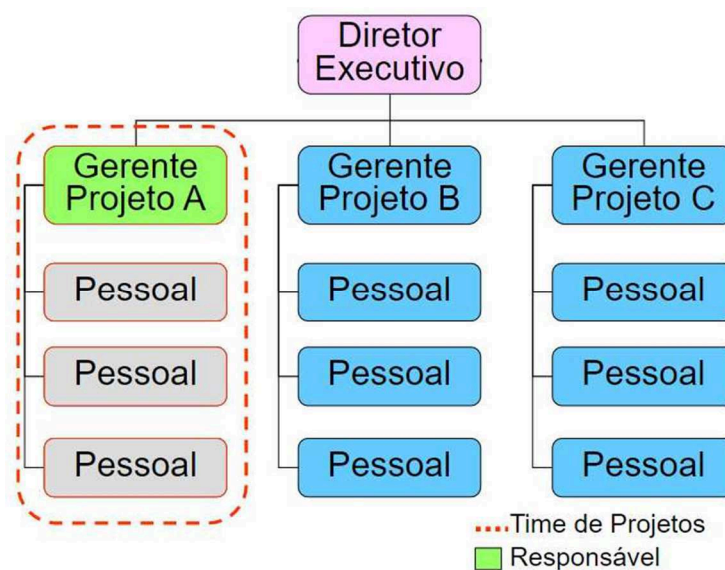 Diretor
Executivo
Gerente
Projeto A
Gerente
Projeto B
Gerente
Projeto C
Pessoal
Pessoal
Pessoal
Pessoal
Pessoal
Pessoal
Pessoal
Pessoal
Pessoal
Time de Projetos
Responsável